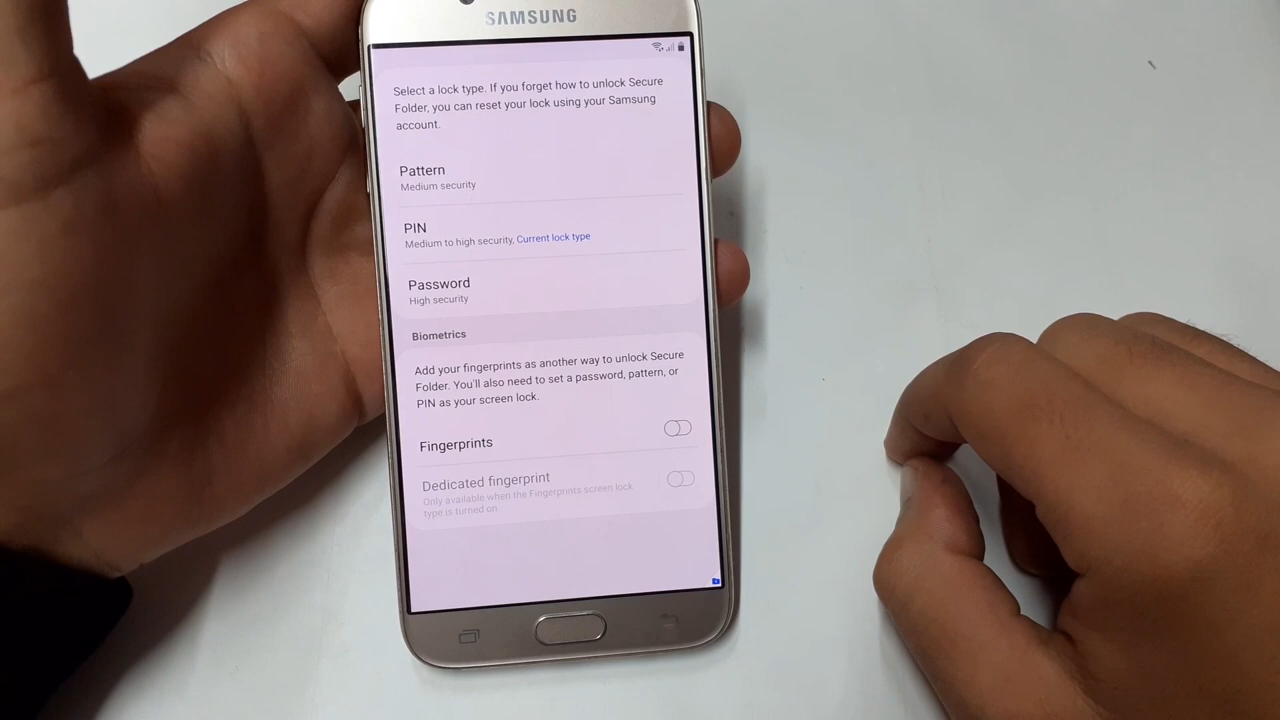 SAMSUNG
Select a lock type. If you forget how to unlock Secure
Folder, you can reset your lock using your Samsung
account.
Pattern
Medium security
PIN
Medium to high security, Current lock type
Password
High security
Biometrics
Add your fingerprints as another way to unlock Secure
Folder. You'll also need to set a password, pattern, or
PIN as your screen lock.
Fingerprints
Dedicated fingerprint
Only available when the Fingerprints screen lock
type is turned on